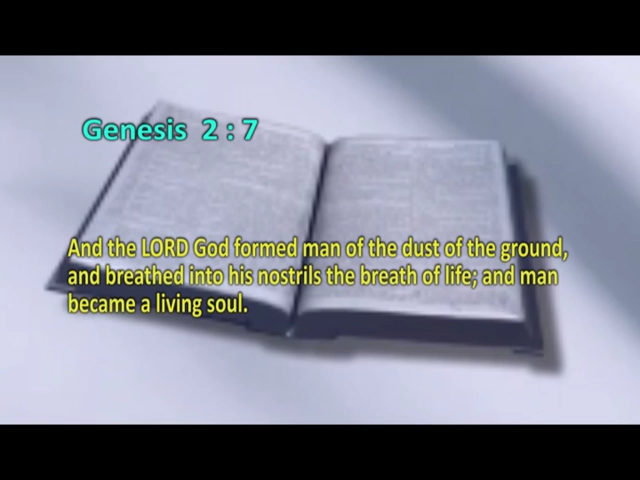 Genesis 2 : 7
And the LORD God formed man of the dust of the ground,
and breathed into his nostrils the breath of life; and man
became a living soul.